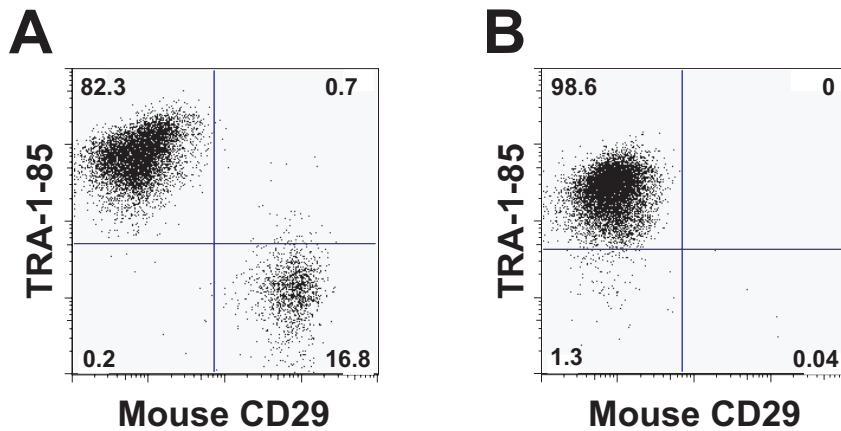 A
82.3 0.7
TRA-1-85
0.2 16.8
Mouse CD29
B
98.6 0
TRA-1-85
1.3 0.04
Mouse CD29